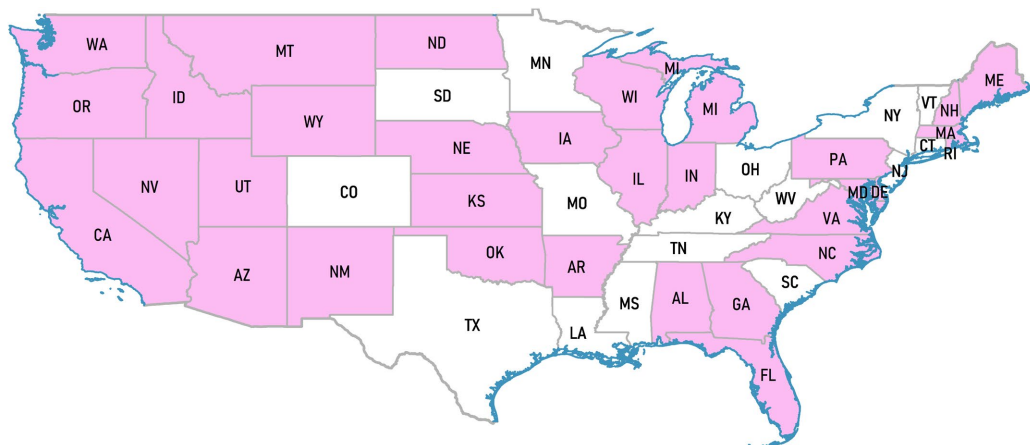 WA
MT
ND
MN
MI
ME
VT
NH
OR
ID
SD
WI
MI
NY
MA
WY
CT
RI
IA
NE
PA
OH
NJ
NV
UT
CO
IL
IN
WV
MD
DE
KS
MO
KY
VA
CA
OK
TN
NC
AZ
NM
AR
SC
MS
AL
GA
TX
LA
FL